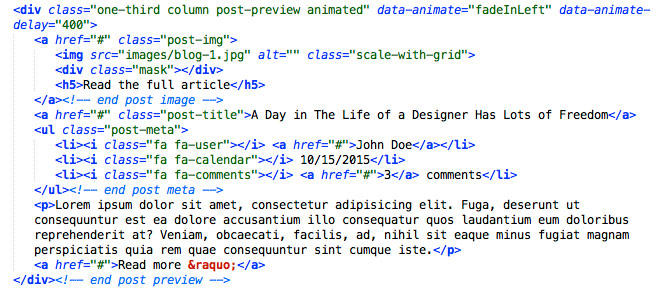 <div class="one-third column post-preview animated" data-animate="fadeInLeft" data-animate-
delay="400">
<a href="#" class="post-img">
<img src="images/blog-1.jpg" alt="" class="scale-with-grid">
<div class="mask"></div>
<h5>Read the full article</h5>
</a><!-- end post image -->
<a href="#" class="post-title">A Day in The Life of a Designer Has Lots of Freedom</a>
<ul class="post-meta">
<li><i class="fa fa-user"></i> <a href="#">John Doe</a></li>
<li><i class="fa fa-calendar"></i> 10/15/2015</li>
<li><i class="fa fa-comments"></i> <a href="#">3</a> comments</li>
</ul><!-- end post meta -->
<p>Lorem ipsum dolor sit amet, consectetur adipisicing elit. Fuga, deserunt ut
consequuntur est ea dolore accusantium illo consequatur quos laudantium eum doloribus
reprehenderit at? Veniam, obcaecati, facilis, ad, nihil sit eaque minus fugiat magnam
perspiciatis quia rem quae consequuntur sint cumque iste.</p>
<a href="#">Read more &raquo;</a>
</div><!-- end post preview -->